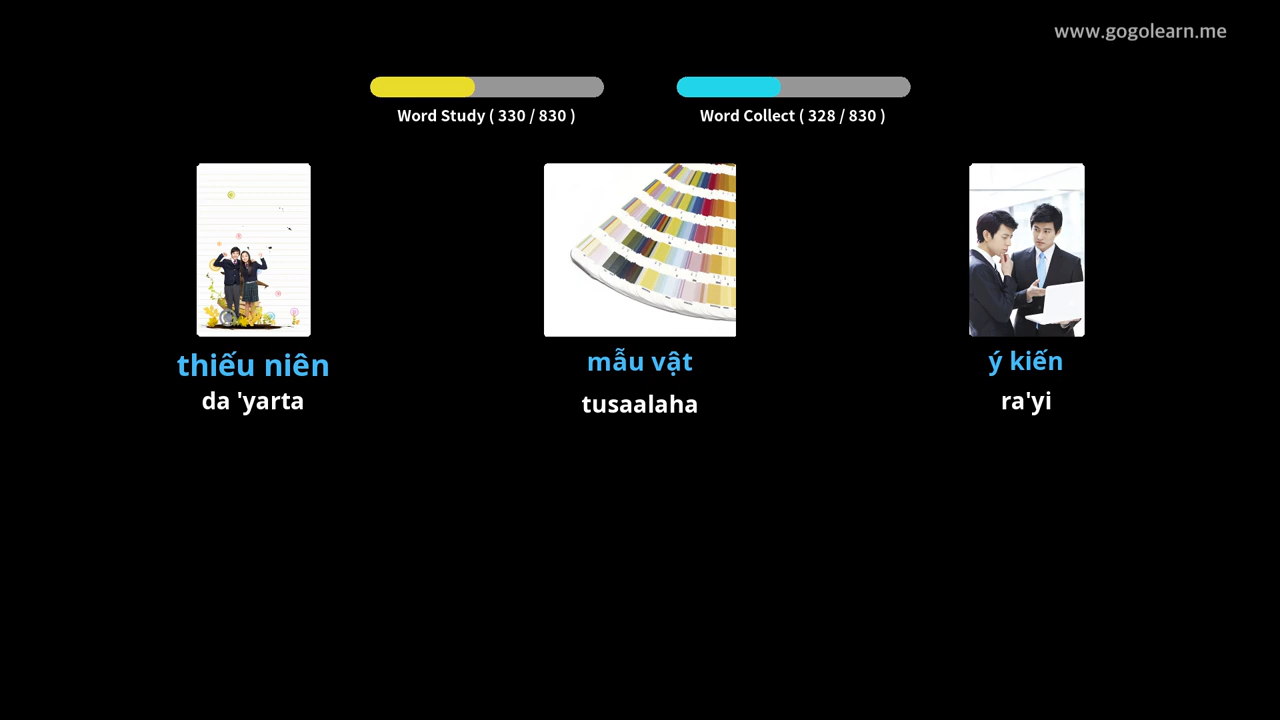 www.gogolearn.me
Word Study ( 330 / 830 )
Word Collect ( 328 / 830 )
thiếu niên
da 'yarta
mẫu vật
tusaalaha
ý kiến
ra'yi